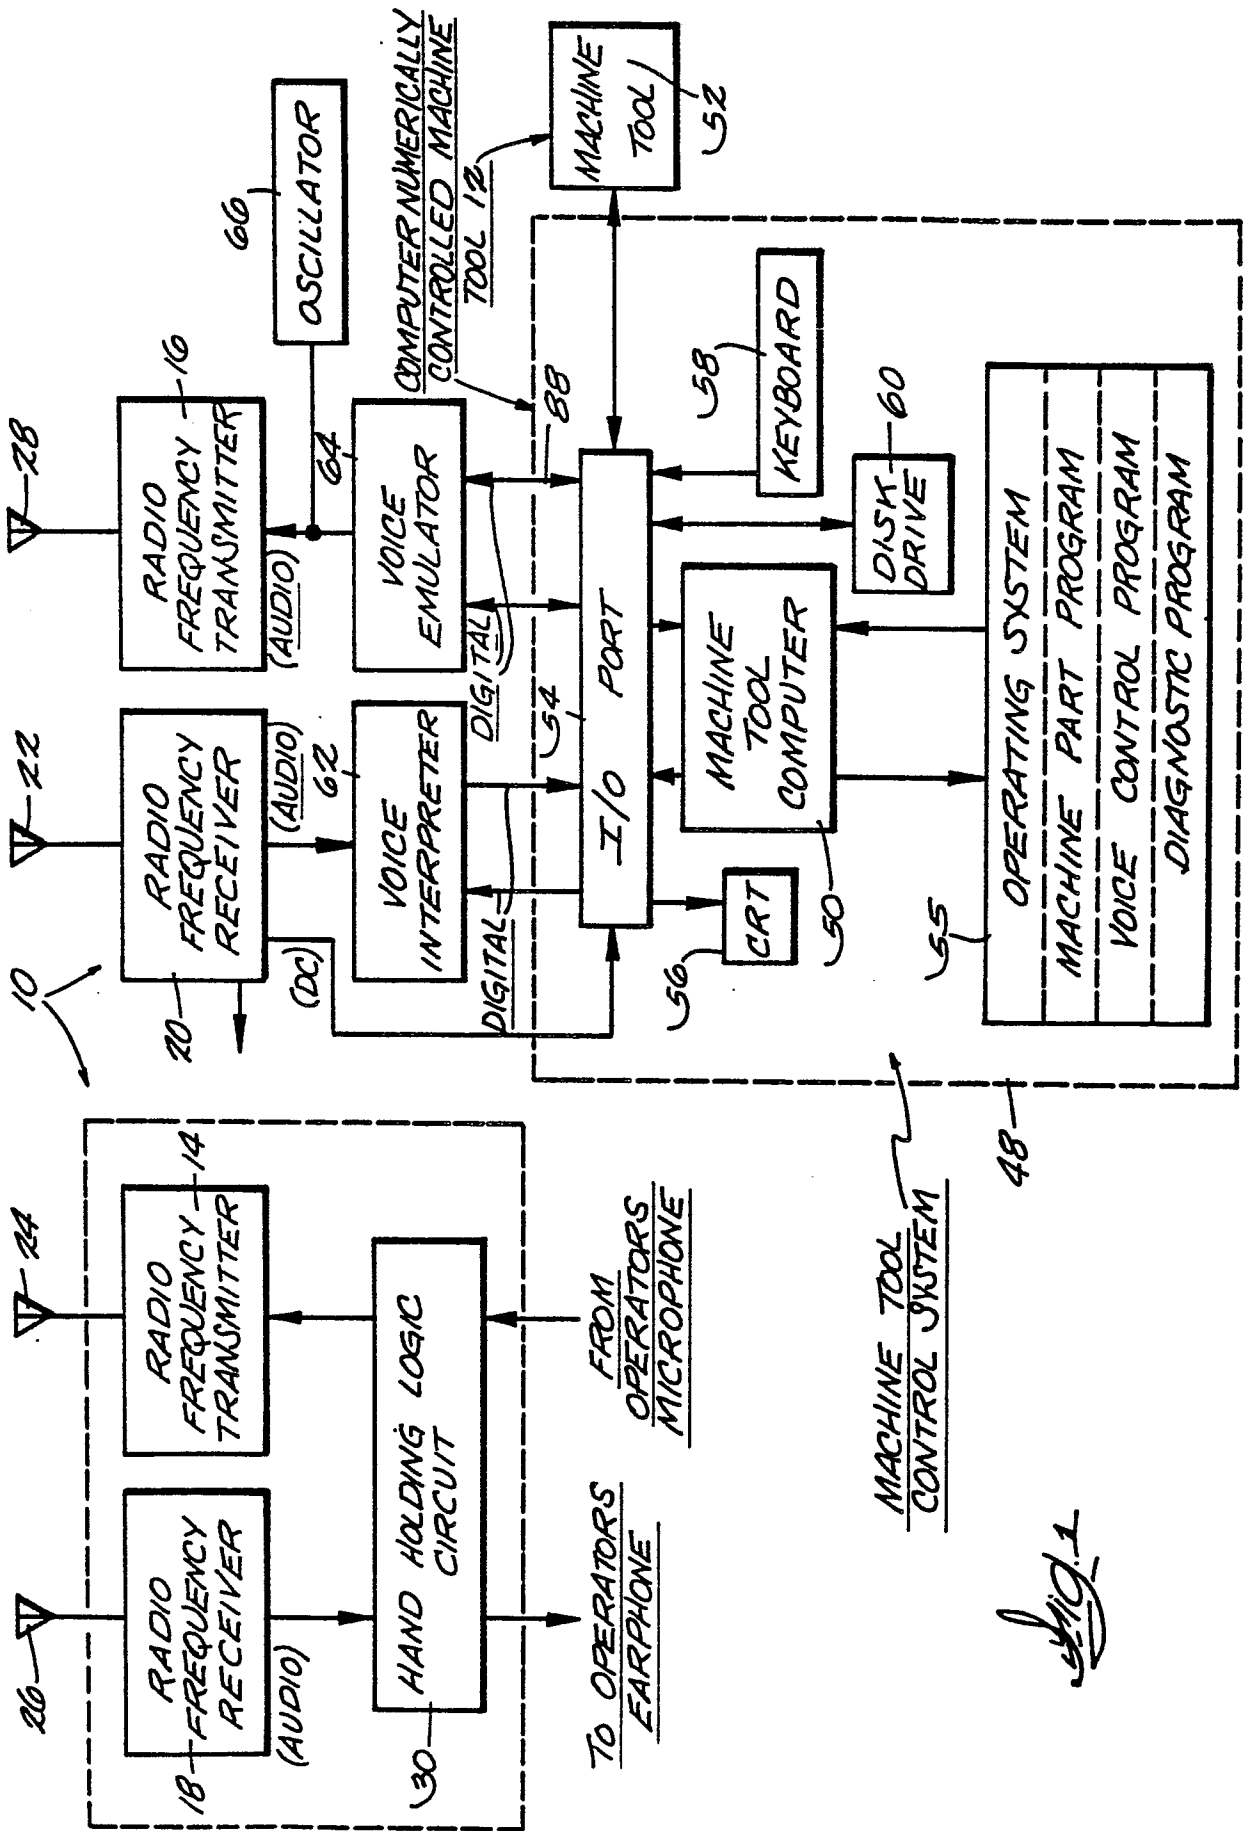 10
26
24
22
28
RADIO
FREQUENCY
RECEIVER
18
(AUDIO)
RADIO
FREQUENCY
TRANSMITTER
14
HAND HOLDING LOGIC
CIRCUIT
30
TO OPERATORS
EARPHONE
FROM
OPERATORS
MICROPHONE
RADIO
FREQUENCY
RECEIVER
20
(DC)
(AUDIO)
RADIO
FREQUENCY
TRANSMITTER
16
(AUDIO)
66
OSCILLATOR
VOICE
INTERPRETER
62
VOICE
EMULATOR
64
DIGITAL
DIGITAL
88
COMPUTER NUMERICALLY
CONTROLLED MACHINE
TOOL 12
I/O PORT
54
MACHINE
TOOL
52
56
CRT
MACHINE
TOOL
COMPUTER
50
DISK
DRIVE
60
58
KEYBOARD
55
OPERATING SYSTEM
MACHINE PART PROGRAM
VOICE CONTROL PROGRAM
DIAGNOSTIC PROGRAM
MACHINE TOOL
CONTROL SYSTEM
48
Fig. 1